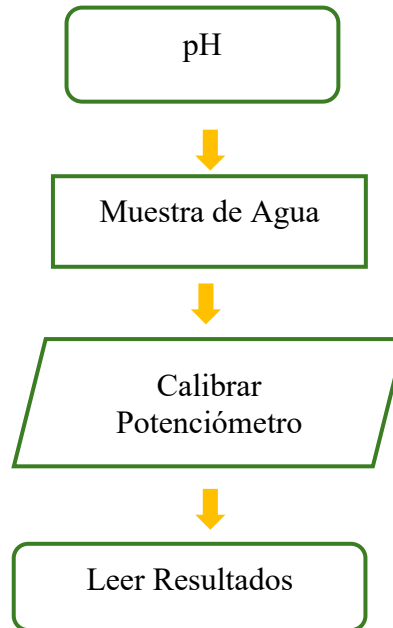 pH
Muestra de Agua
Calibrar
Potenciómetro
Leer Resultados